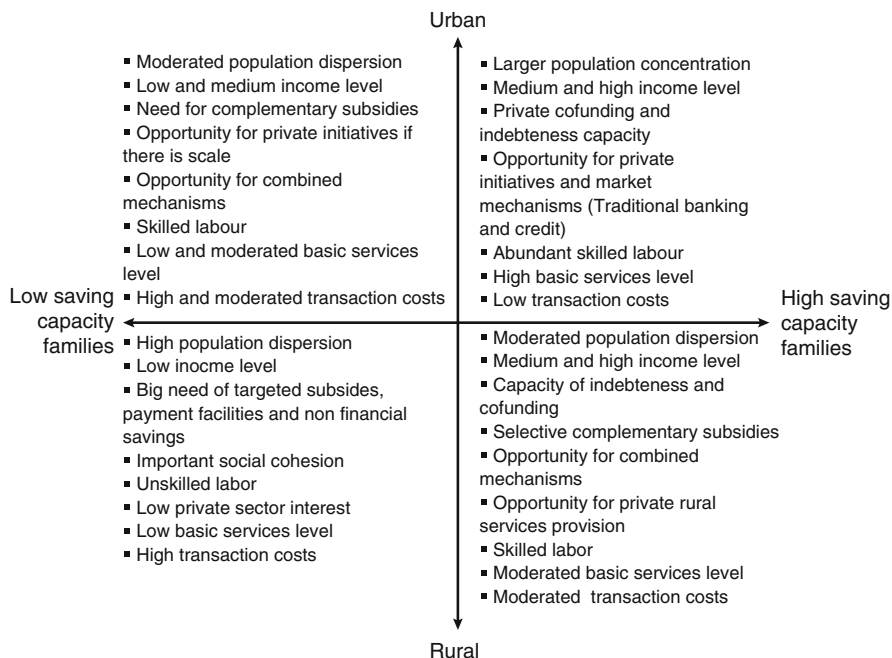 Urban
▪ Moderated population dispersion
▪ Low and medium income level
▪ Need for complementary subsidies
▪ Opportunity for private initiatives if
there is scale
▪ Opportunity for combined
mechanisms
▪ Skilled labour
▪ Low and moderated basic services
level
▪ High and moderated transaction costs
▪ Larger population concentration
▪ Medium and high income level
▪ Private cofunding and
indebteness capacity
▪ Opportunity for private
initiatives and market
mechanisms (Traditional banking
and credit)
▪ Abundant skilled labour
▪ High basic services level
▪ Low transaction costs
Low saving
capacity
families
High saving
capacity
families
▪ High population dispersion
▪ Low inocme level
▪ Big need of targeted subsides,
payment facilities and non financial
savings
▪ Important social cohesion
▪ Unskilled labor
▪ Low private sector interest
▪ Low basic services level
▪ High transaction costs
▪ Moderated population dispersion
▪ Medium and high income level
▪ Capacity of indebteness and
cofunding
▪ Selective complementary subsidies
▪ Opportunity for combined
mechanisms
▪ Opportunity for private rural
services provision
▪ Skilled labor
▪ Moderated basic services level
▪ Moderated transaction costs
Rural